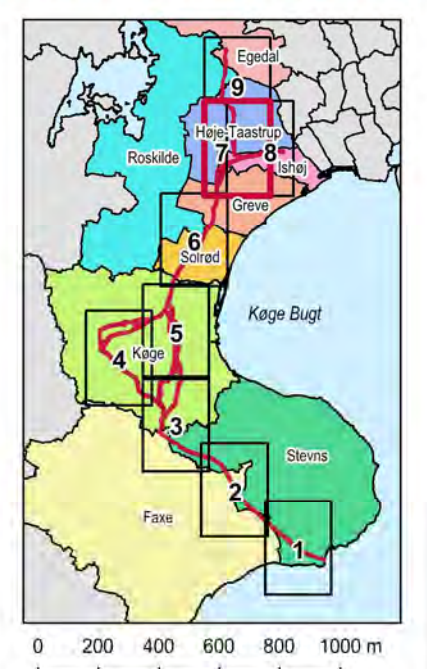 Egedal
9
Høje-Taastrup
7 8
Roskilde
Ishøj
Greve
6
Solrød
Køge Bugt
5
4 Køge
3
Stevns
2
Faxe
1
0 200 400 600 800 1000 m